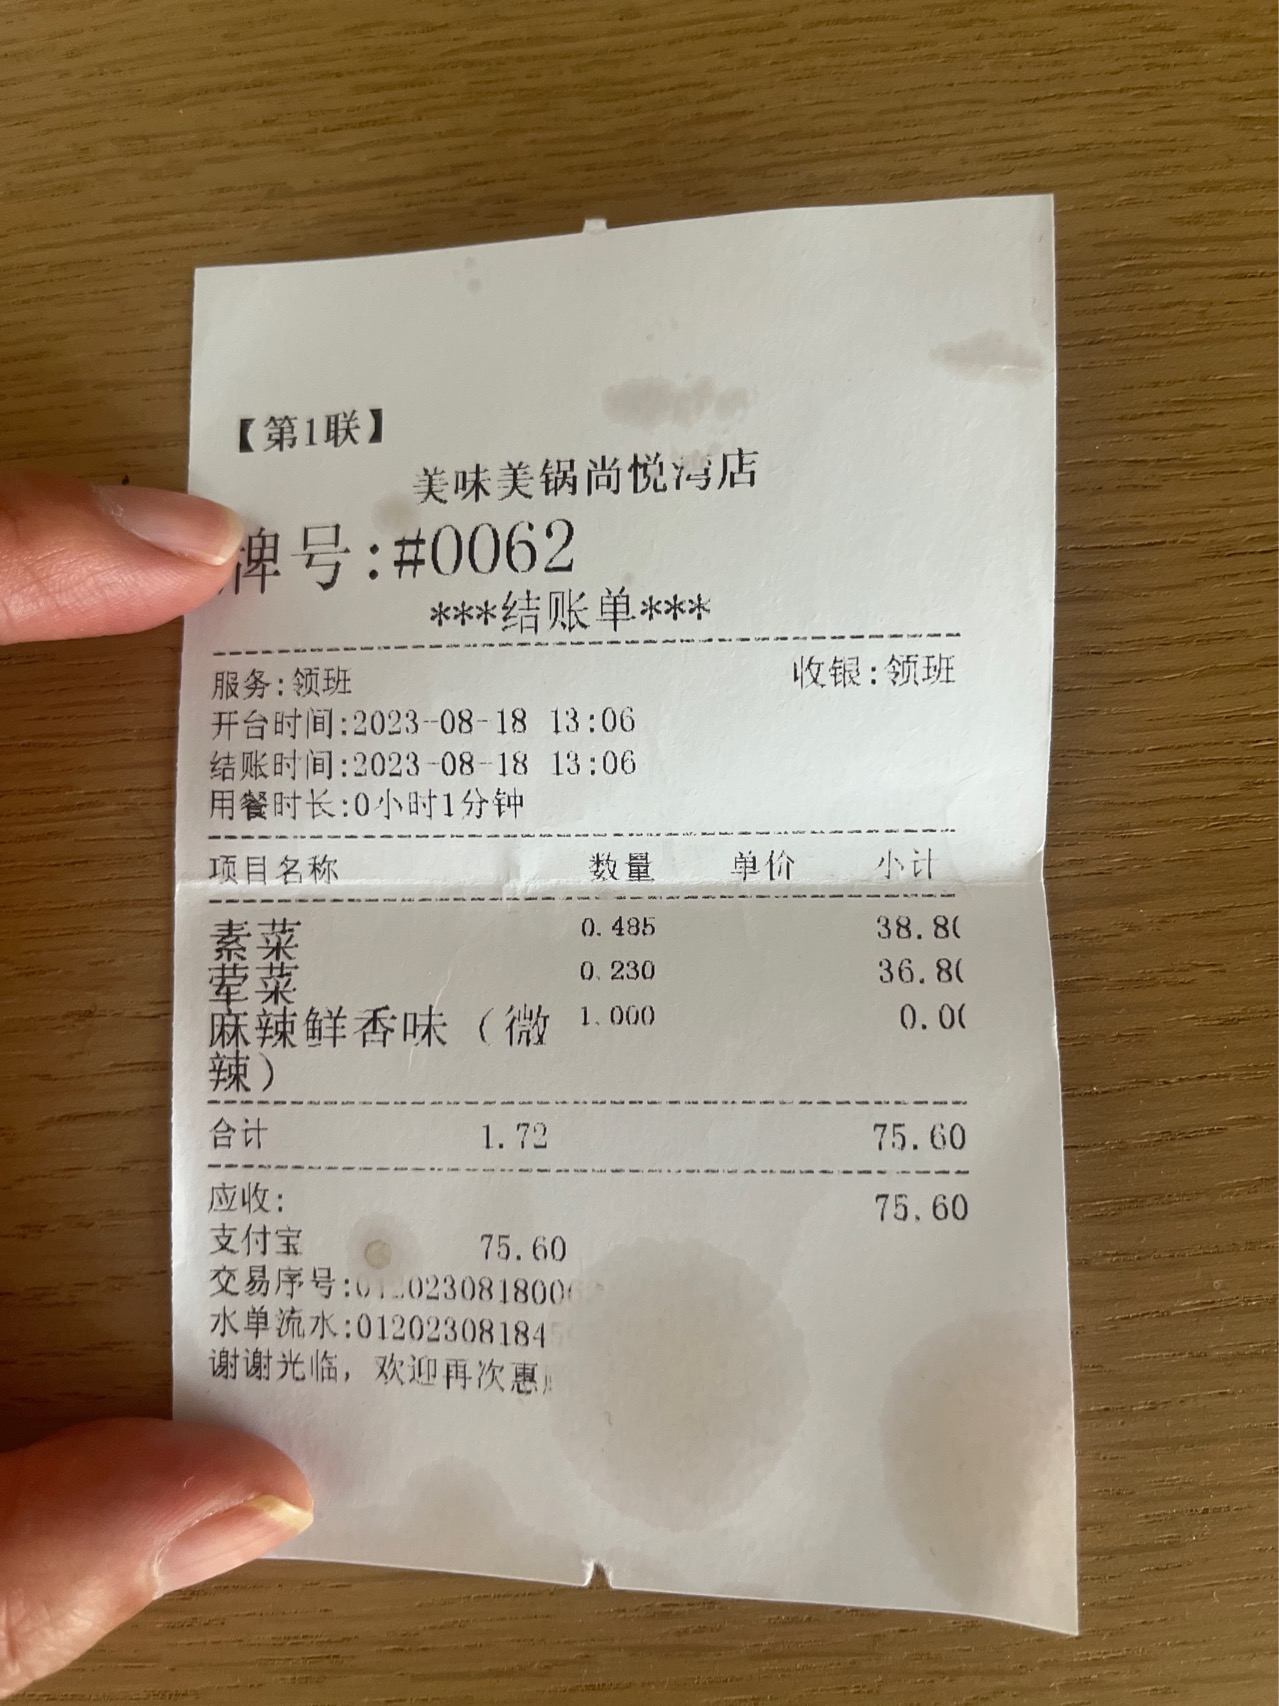 【第1联】
美味美锅尚悦湾店
牌号:#0062
***结账单***
服务:领班 收银:领班
开台时间:2023-08-18 13:06
结账时间:2023-08-18 13:06
用餐时长:0小时1分钟
项目名称 数量 单价 小计
素菜 0.485 38.8
荤菜 0.230 36.8
麻辣鲜香味（微 1.000 0.0
辣）
合计 1.72 75.60
应收: 75.60
支付宝 75.60
交易序号:
水单流水:01202308184
谢谢光临，欢迎再次惠